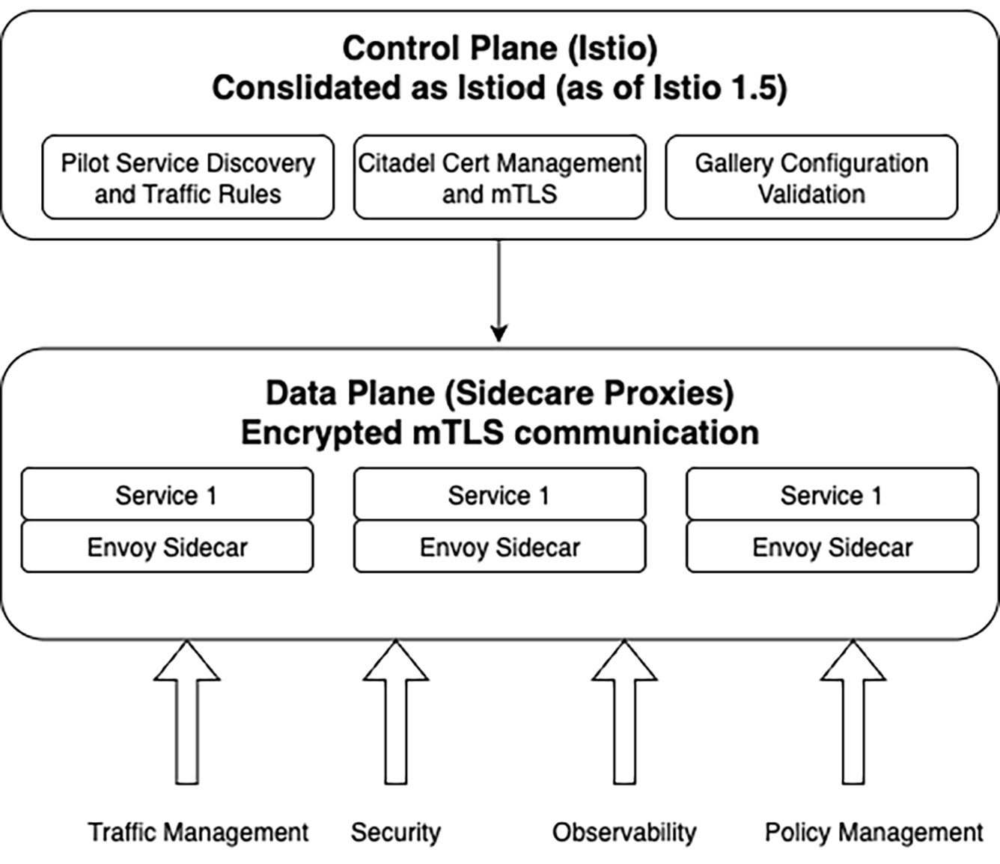 Control Plane (Istio)
Conslidated as Istiod (as of Istio 1.5)
Pilot Service Discovery
and Traffic Rules
Citadel Cert Management
and mTLS
Gallery Configuration
Validation
Data Plane (Sidecare Proxies)
Encrypted mTLS communication
Service 1
Envoy Sidecar
Service 1
Envoy Sidecar
Service 1
Envoy Sidecar
Traffic Management
Security
Observability
Policy Management